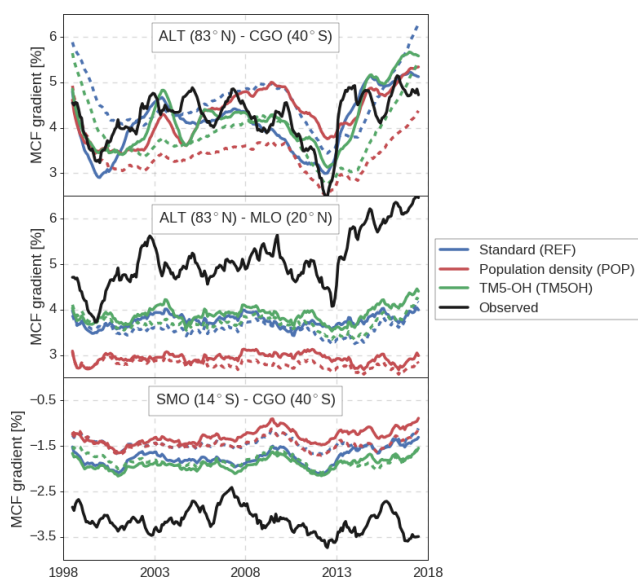 ALT (83°N) - CGO (40°S)
MCF gradient [%]
6
5
4
3
ALT (83°N) - MLO (20°N)
MCF gradient [%]
6
5
4
3
SMO (14°S) - CGO (40°S)
MCF gradient [%]
−0.5
−1.5
−2.5
−3.5
1998 2003 2008 2013 2018
Standard (REF)
Population density (POP)
TM5-OH (TM5OH)
Observed